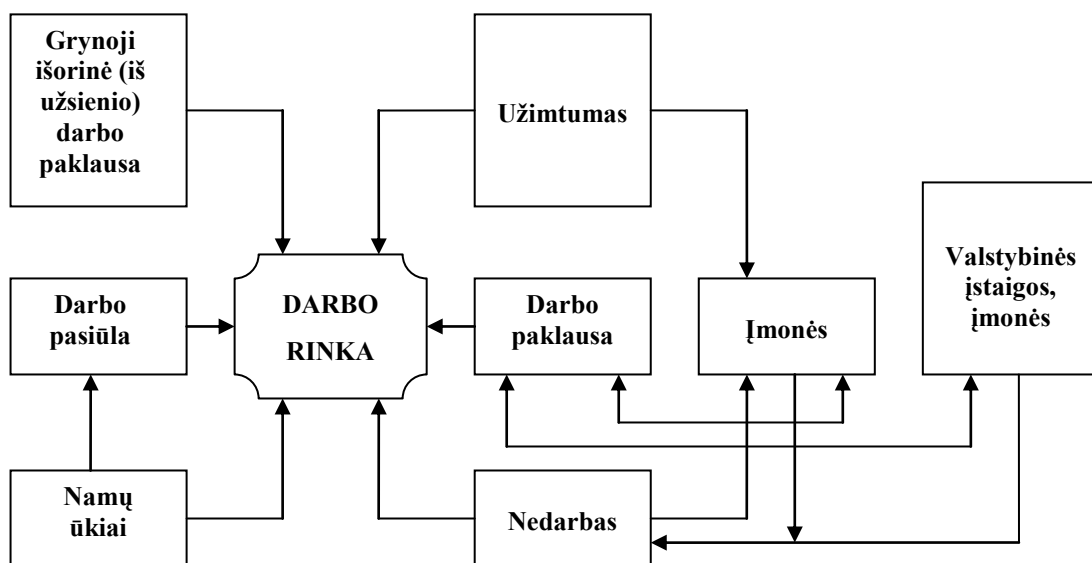 Grynoji
išorinė (iš
užsienio)
darbo
paklausa
Užimtumas
Valstybinės
įstaigos,
įmonės
Darbo
pasiūla
DARBO
RINKA
Darbo
paklausa
Įmonės
Namų
ūkiai
Nedarbas